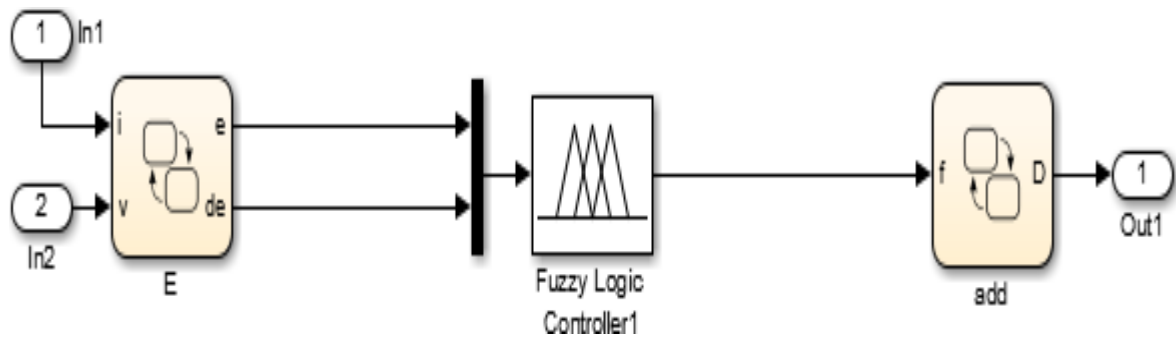 1
In1
i
e
v
de
E
2
In2
Fuzzy Logic
Controller1
f
D
add
1
Out1